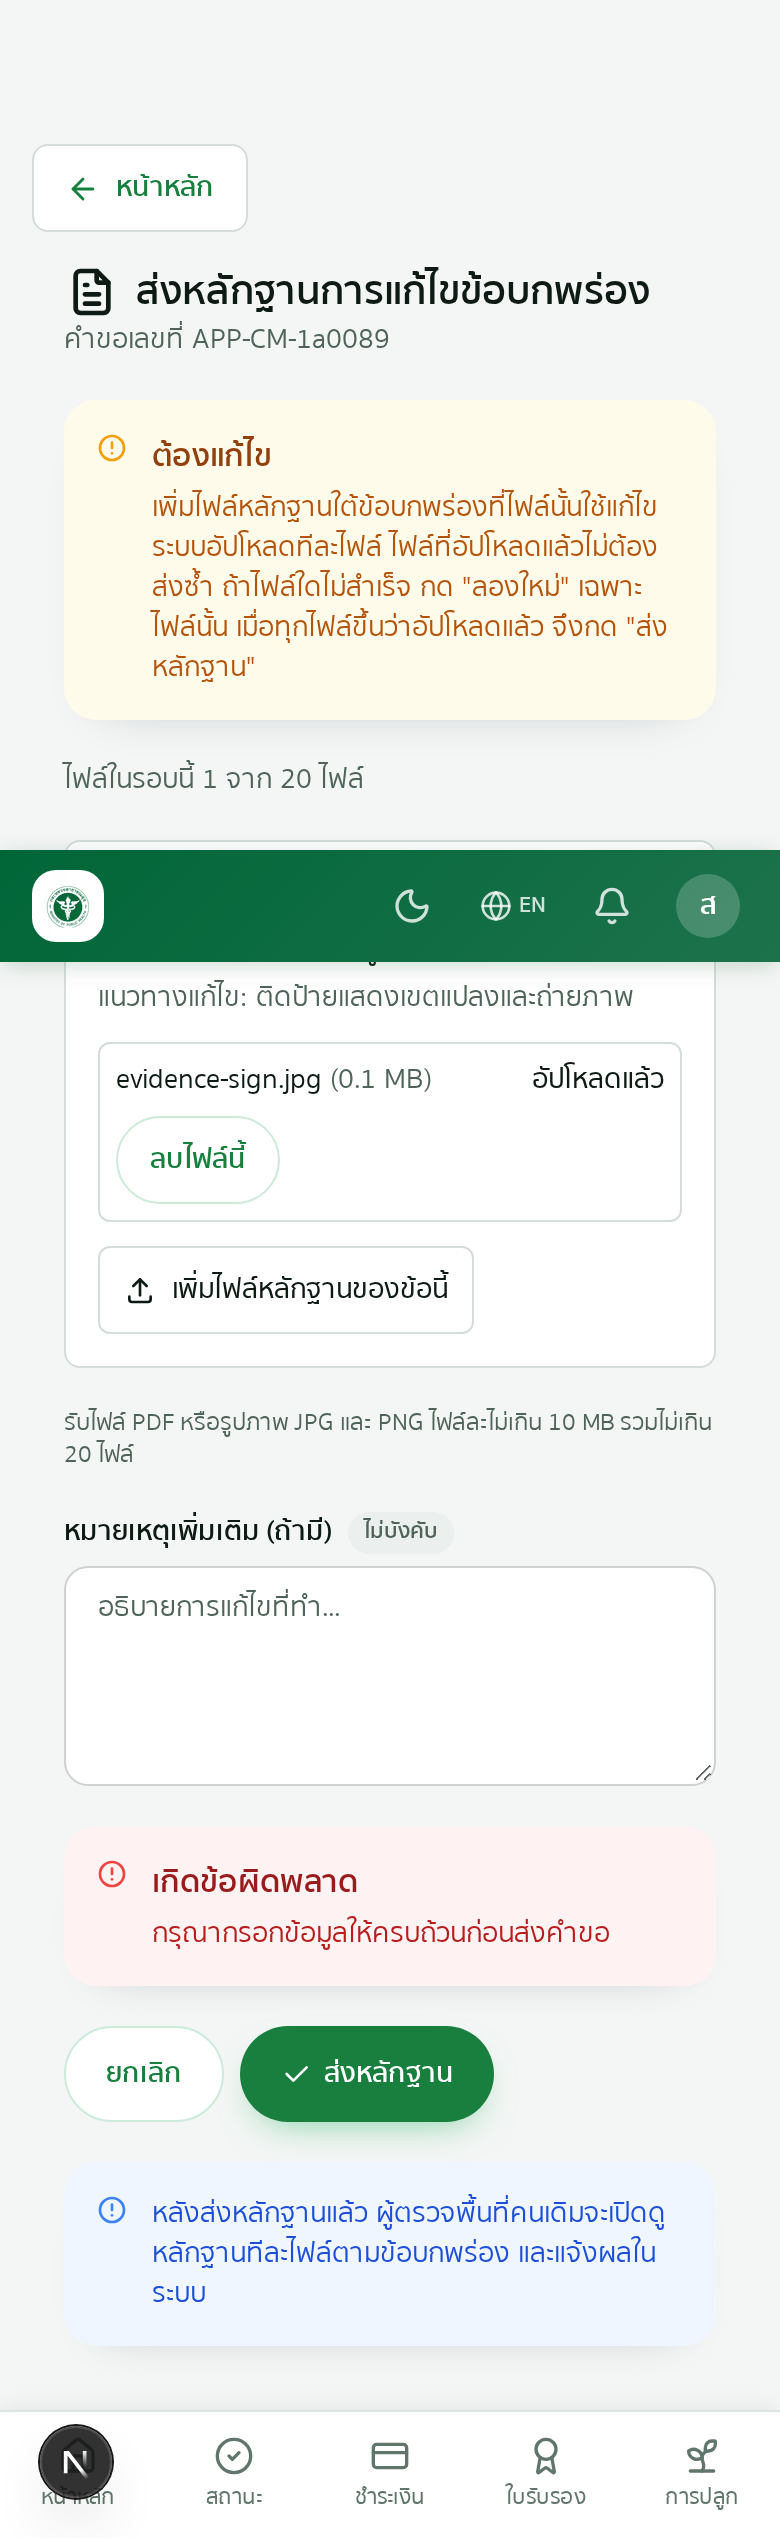 หน้าหลัก
ส่งหลักฐานการแก้ไขข้อบกพร่อง
คำขอเลขที่ APP-CM-1a0089
ต้องแก้ไข
เพิ่มไฟล์หลักฐานใต้ข้อบกพร่องที่ไฟล์นั้นใช้แก้ไข
ระบบอัปโหลดทีละไฟล์ ไฟล์ที่อัปโหลดแล้วไม่ต้อง
ส่งซ้ำ ถ้าไฟล์ใดไม่สำเร็จ กด "ลองใหม่" เฉพาะ
ไฟล์นั้น เมื่อทุกไฟล์ขึ้นว่าอัปโหลดแล้ว จึงกด "ส่ง
หลักฐาน"
ไฟล์ในรอบนี้ 1 จาก 20 ไฟล์
EN
ส
แนวทางแก้ไข: ติดป้ายแสดงเขตแปลงและถ่ายภาพ
evidence-sign.jpg (0.1 MB) อัปโหลดแล้ว
ลบไฟล์นี้
เพิ่มไฟล์หลักฐานของข้อนี้
รับไฟล์ PDF หรือรูปภาพ JPG และ PNG ไฟล์ละไม่เกิน 10 MB รวมไม่เกิน
20 ไฟล์
หมายเหตุเพิ่มเติม (ถ้ามี) ไม่บังคับ
อธิบายการแก้ไขที่ทำ...
เกิดข้อผิดพลาด
กรุณากรอกข้อมูลให้ครบถ้วนก่อนส่งคำขอ
ยกเลิก ส่งหลักฐาน
หลังส่งหลักฐานแล้ว ผู้ตรวจพื้นที่คนเดิมจะเปิดดู
หลักฐานทีละไฟล์ตามข้อบกพร่อง และแจ้งผลใน
ระบบ
N
หน้าหลัก สถานะ ชำระเงิน ใบรับรอง การปลูก